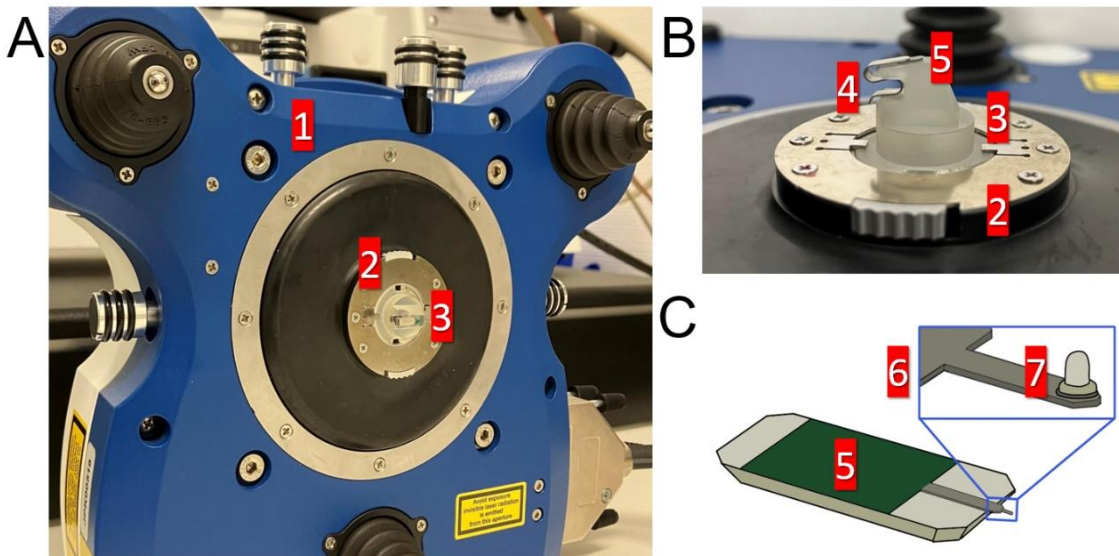 A
1
2
3
Avoid exposure
invisible laser radiation
is emitted
from this aperture
B
5
4
3
2
C
6
7
5